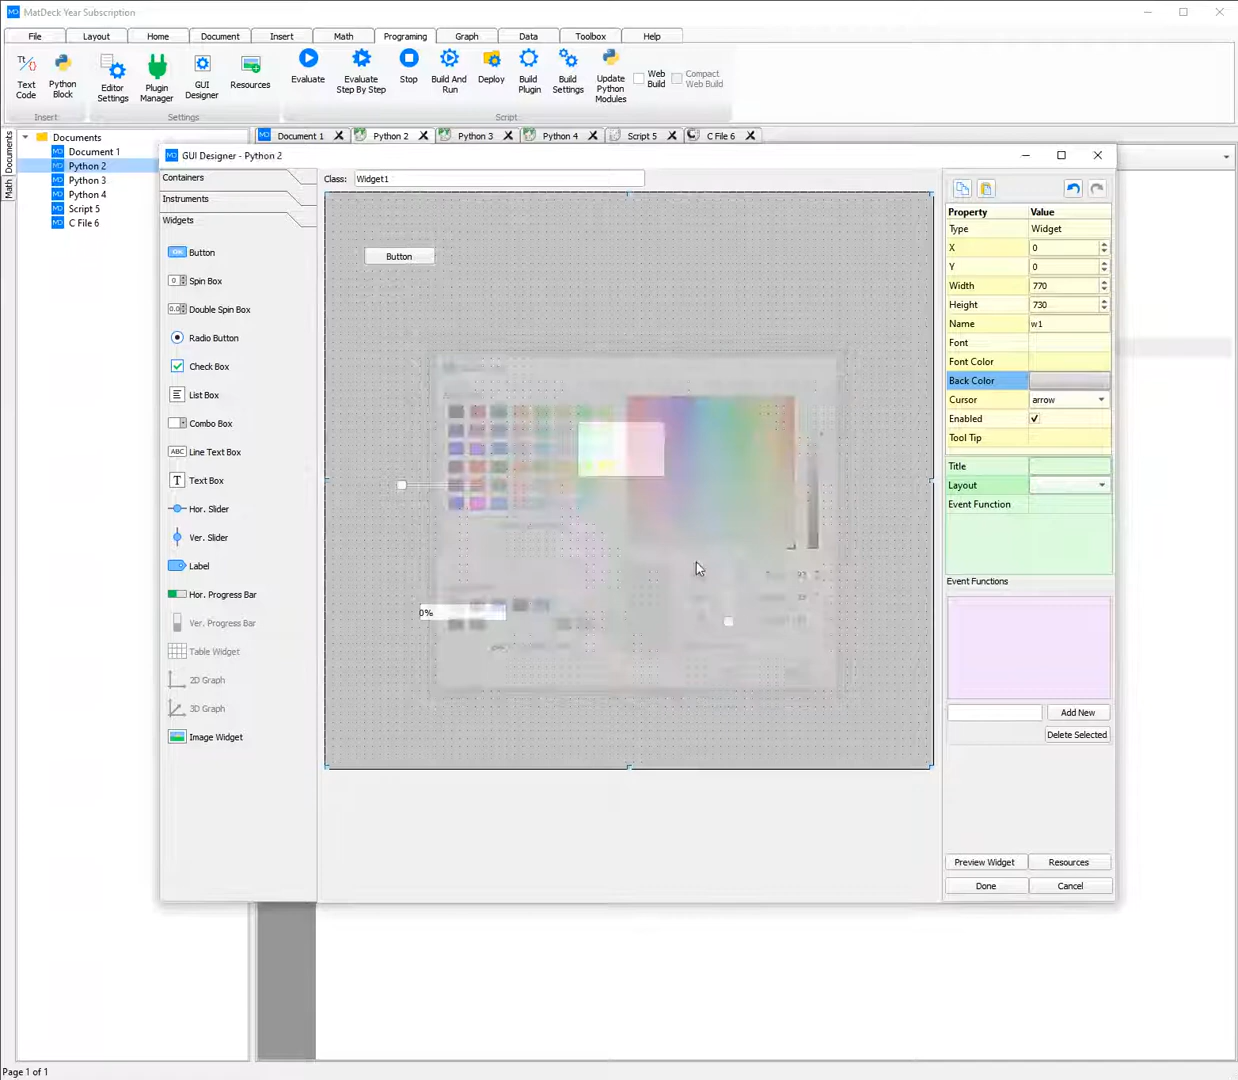 MatDeck Year Subscription
File Layout Home Document Insert Math Programing Graph Data Toolbox Help
Text Code
Python Block
Editor Settings
Plugin Manager
GUI Designer
Resources
Evaluate
Evaluate Step By Step
Stop
Build And Run
Deploy
Build Plugin
Build Settings
Update Python Modules
Web Build
Compact Web Build
Insert Settings Script
Documents
Math
Documents
Document 1
Python 2
Python 3
Python 4
Script 5
C File 6
Document 1 Python 2 Python 3 Python 4 Script 5 C File 6
GUI Designer - Python 2
Containers
Instruments
Widgets
Button
Spin Box
Double Spin Box
Radio Button
Check Box
List Box
Combo Box
ABC Line Text Box
T Text Box
Hor. Slider
Ver. Slider
Label
Hor. Progress Bar
Ver. Progress Bar
Table Widget
2D Graph
3D Graph
Image Widget
Class: Widget1
Button
0%
Property Value
Type Widget
X 0
Y 0
Width 770
Height 730
Name w1
Font
Font Color
Back Color
Cursor arrow
Enabled
Tool Tip
Title
Layout
Event Function
Event Functions
Add New
Delete Selected
Preview Widget Resources
Done Cancel
Page 1 of 1